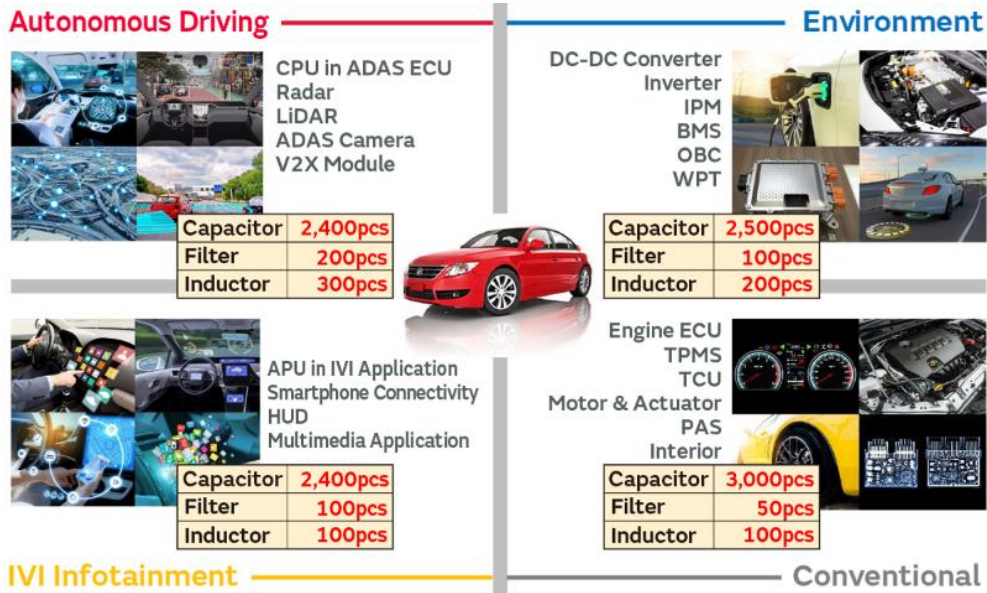 Autonomous Driving
CPU in ADAS ECU
Radar
LiDAR
ADAS Camera
V2X Module
Capacitor 2,400pcs
Filter 200pcs
Inductor 300pcs
Environment
DC-DC Converter
Inverter
IPM
BMS
OBC
WPT
Capacitor 2,500pcs
Filter 100pcs
Inductor 200pcs
APU in IVI Application
Smartphone Connectivity
HUD
Multimedia Application
Capacitor 2,400pcs
Filter 100pcs
Inductor 100pcs
IVI Infotainment
Engine ECU
TPMS
TCU
Motor & Actuator
PAS
Interior
Capacitor 3,000pcs
Filter 50pcs
Inductor 100pcs
Conventional